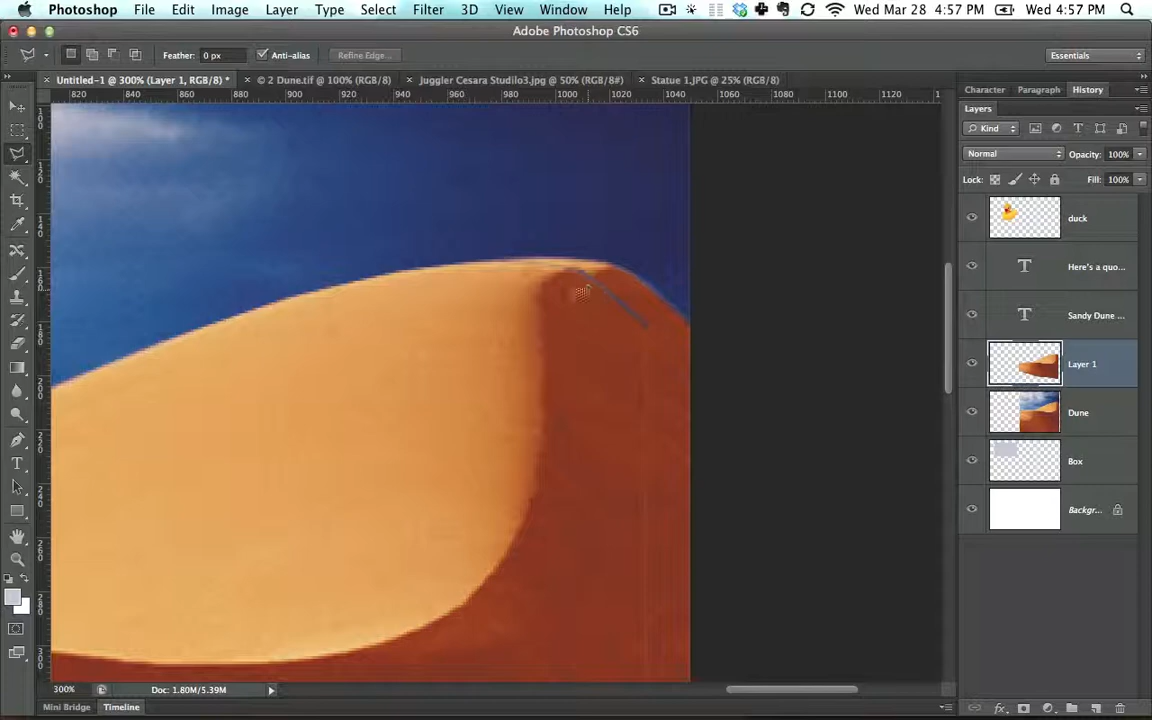 Photoshop File Edit Image Layer Type Select Filter 3D View Window Help Wed Mar 28 4:57 PM Wed 4:57 PM
Adobe Photoshop CS6
Feather: 0 px Anti-alias Refine Edge... Essentials
Untitled-1 @ 300% (Layer 1, RGB/8) * © 2 Dune.tif @ 100% (RGB/8) Juggler Cesara Studilo3.jpg @ 50% (RGB/8#) Statue 1.JPG @ 25% (RGB/8)
820 840 860 880 900 920 940 960 980 1000 1020 1040 1060 1080 1100 1120
Character Paragraph History
Layers
Kind
Normal Opacity: 100%
Lock: Fill: 100%
duck
T Here's a quo...
T Sandy Dune ...
Layer 1
Dune
Box
Backgr...
300% Doc: 1.80M/5.39M
Mini Bridge Timeline